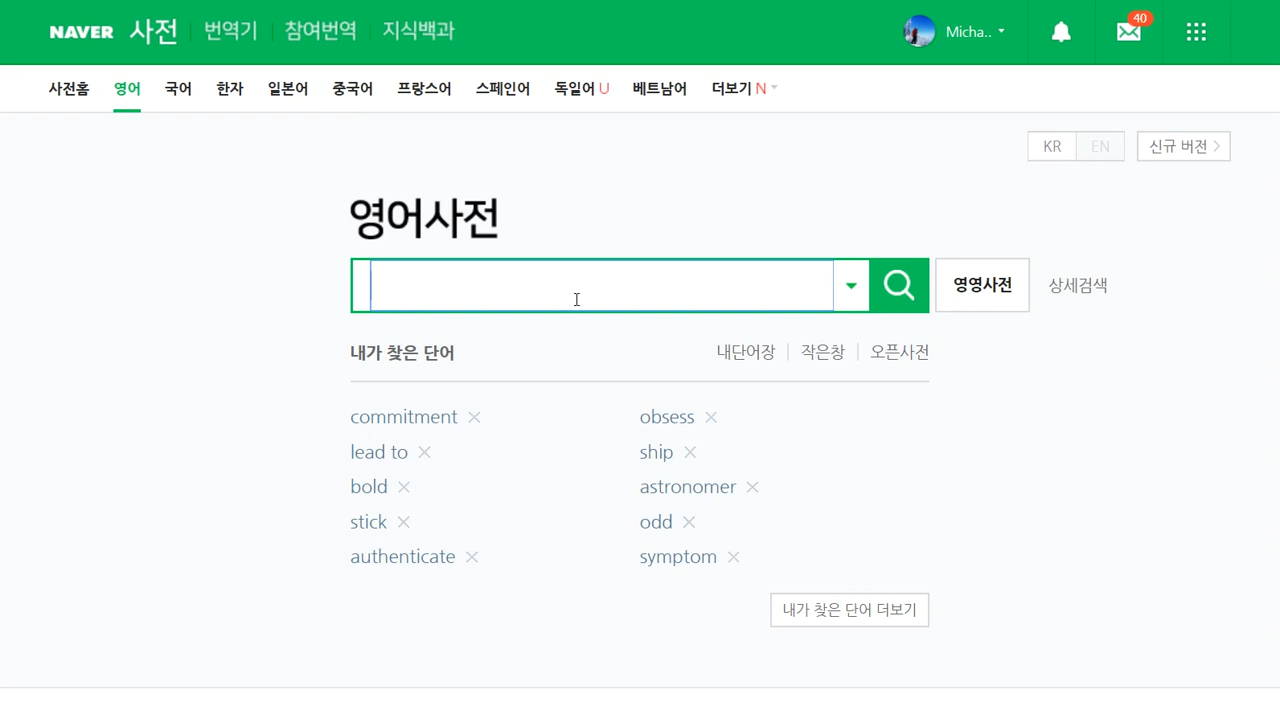 NAVER 사전 번역기 참여번역 지식백과 Micha.. 40
사전홈 영어 국어 한자 일본어 중국어 프랑스어 스페인어 독일어 U 베트남어 더보기 N
KR EN 신규 버전
영어사전
영영사전 상세검색
내가 찾은 단어 내단어장 작은창 오픈사전
commitment obsess
lead to ship
bold astronomer
stick odd
authenticate symptom
내가 찾은 단어 더보기